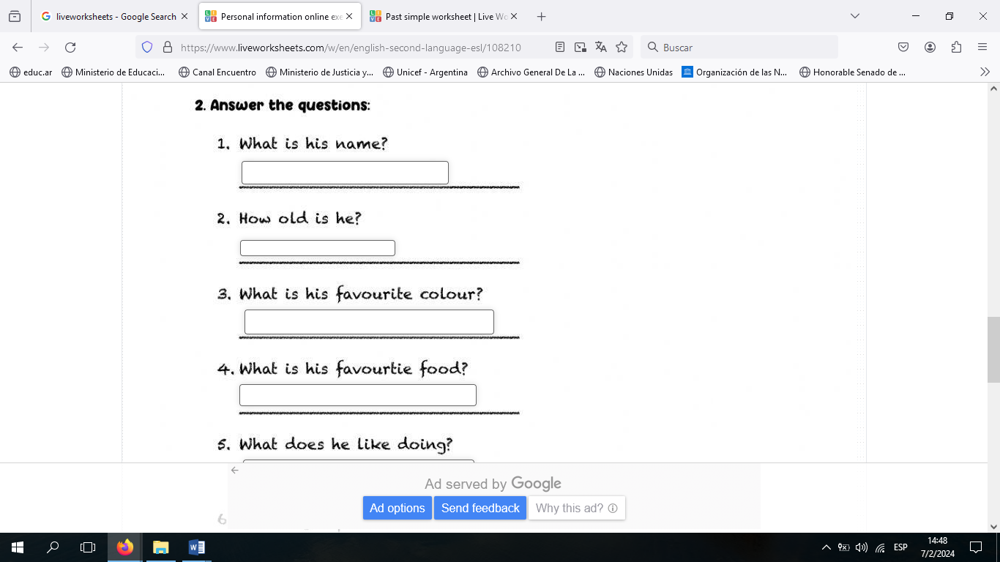 liveworksheets - Google Search
Personal information online exe
Past simple worksheet | Live Wo
https://www.liveworksheets.com/w/en/english-second-language-esl/108210
Buscar
educ.ar
Ministerio de Educaci...
Canal Encuentro
Ministerio de Justicia y...
Unicef - Argentina
Archivo General De La ...
Naciones Unidas
Organización de las N...
Honorable Senado de ...
2. Answer the questions:
1. What is his name?
2. How old is he?
3. What is his favourite colour?
4. What is his favourtie food?
5. What does he like doing?
6
Ad served by Google
Ad options
Send feedback
Why this ad?
ESP
14:48
7/2/2024